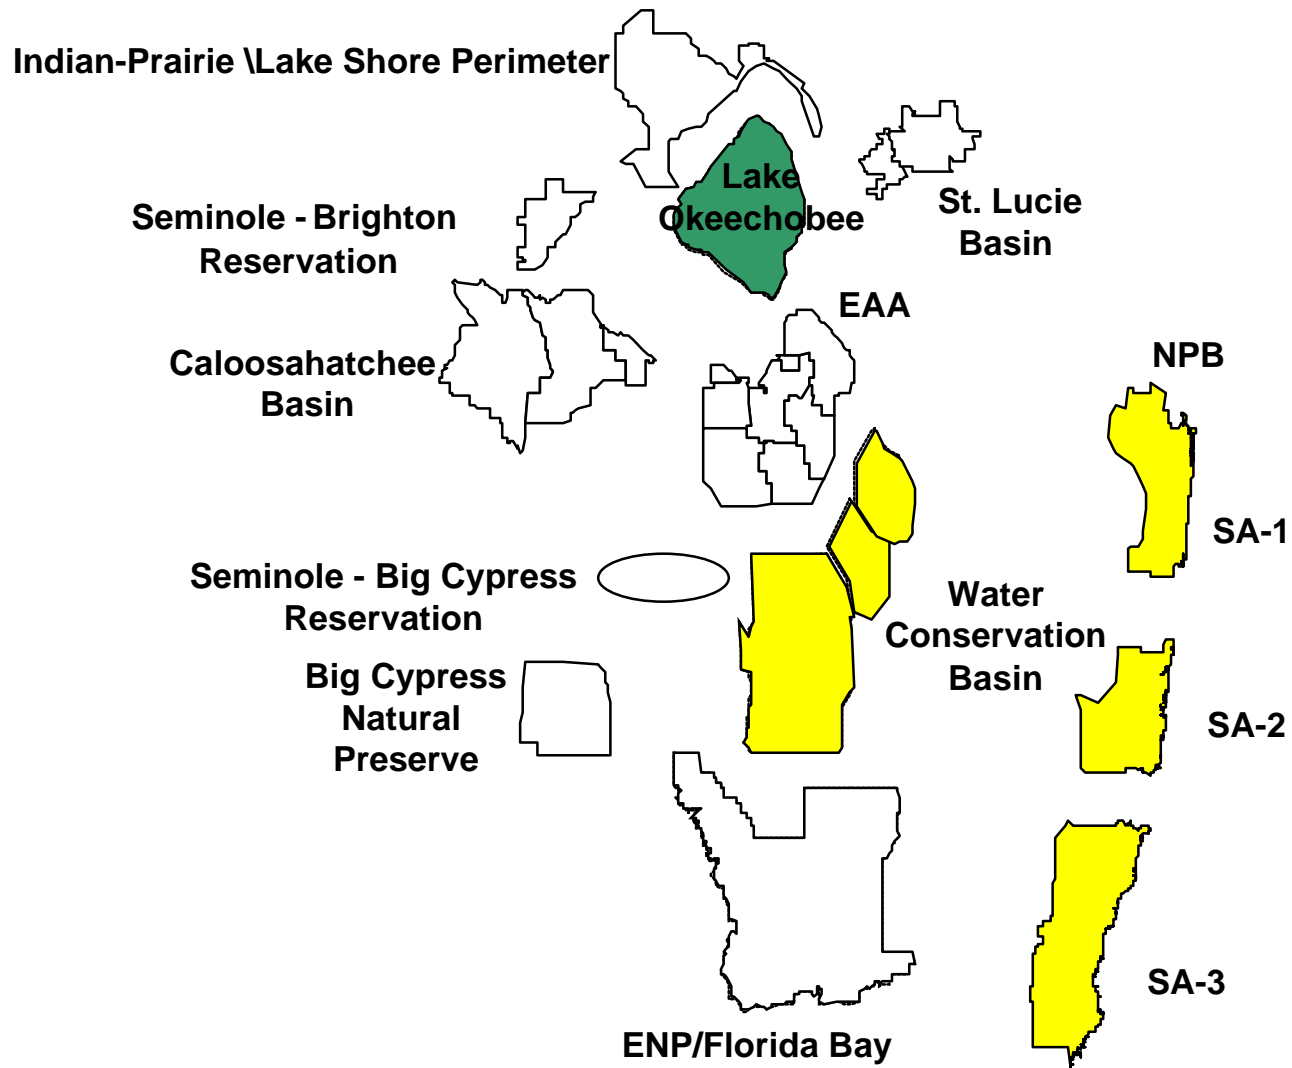 Indian-Prairie \Lake Shore Perimeter
Lake
Okeechobee
St. Lucie
Basin
Seminole - Brighton
Reservation
EAA
Caloosahatchee
Basin
NPB
SA-1
Seminole - Big Cypress
Reservation
Water
Conservation
Basin
Big Cypress
Natural
Preserve
SA-2
SA-3
ENP/Florida Bay